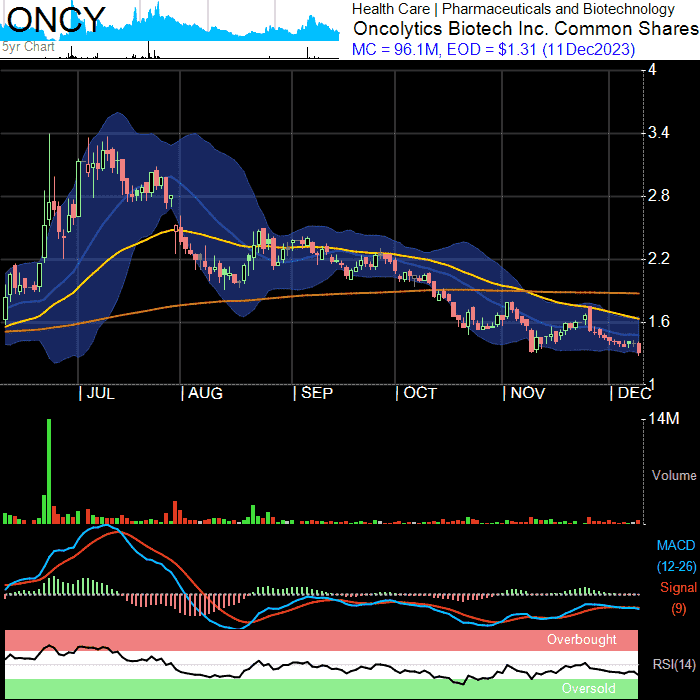 ONCY
Health Care | Pharmaceuticals and Biotechnology
Oncolytics Biotech Inc. Common Shares
5yr Chart
MC = 96.1M, EOD = $1.31 (11Dec2023)
4
3.4
2.8
2.2
1.6
1
| JUL | AUG | SEP | OCT | NOV | DEC
14M
Volume
MACD
(12-26)
Signal
(9)
Overbought
RSI(14)
Oversold